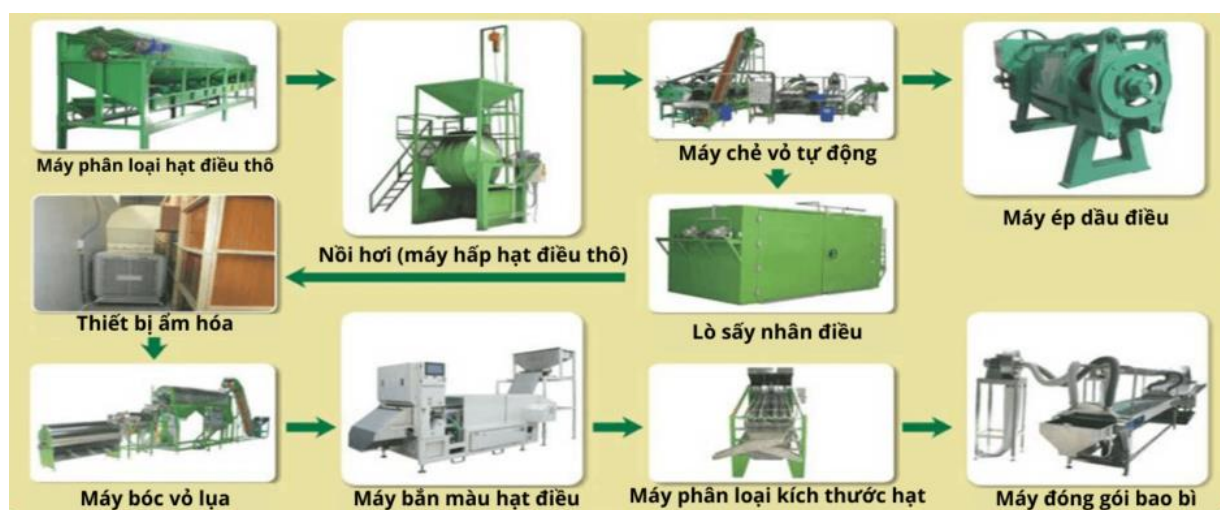 Máy phân loại hạt điều thô
Nồi hơi (máy hấp hạt điều thô)
Máy chẻ vỏ tự động
Máy ép dầu điều
Thiết bị ẩm hóa
Lò sấy nhân điều
Máy bóc vỏ lụa
Máy bắn màu hạt điều
Máy phân loại kích thước hạt
Máy đóng gói bao bì